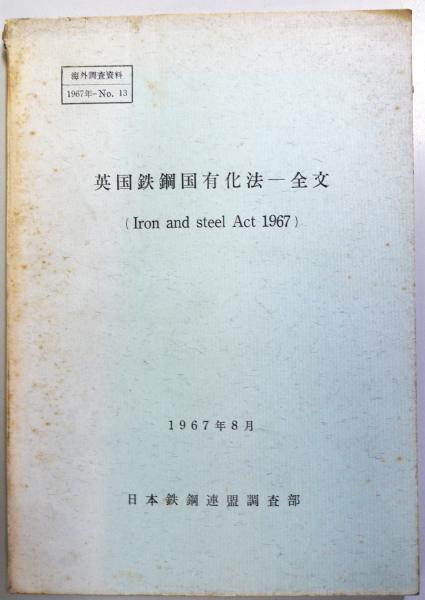 海外調査資料
1967年-No. 13
英国鉄鋼国有化法―全文
(Iron and steel Act 1967)
1967年8月
日本鉄鋼連盟調査部